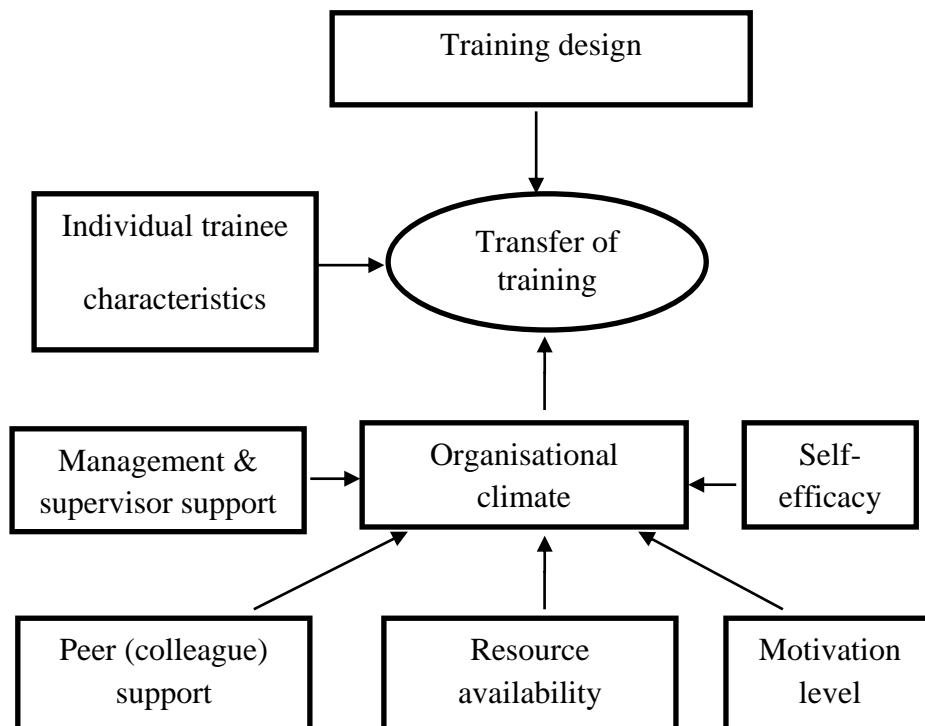 Training design
Individual trainee
characteristics
Transfer of
training
Management &
supervisor support
Organisational
climate
Self-
efficacy
Peer (colleague)
support
Resource
availability
Motivation
level